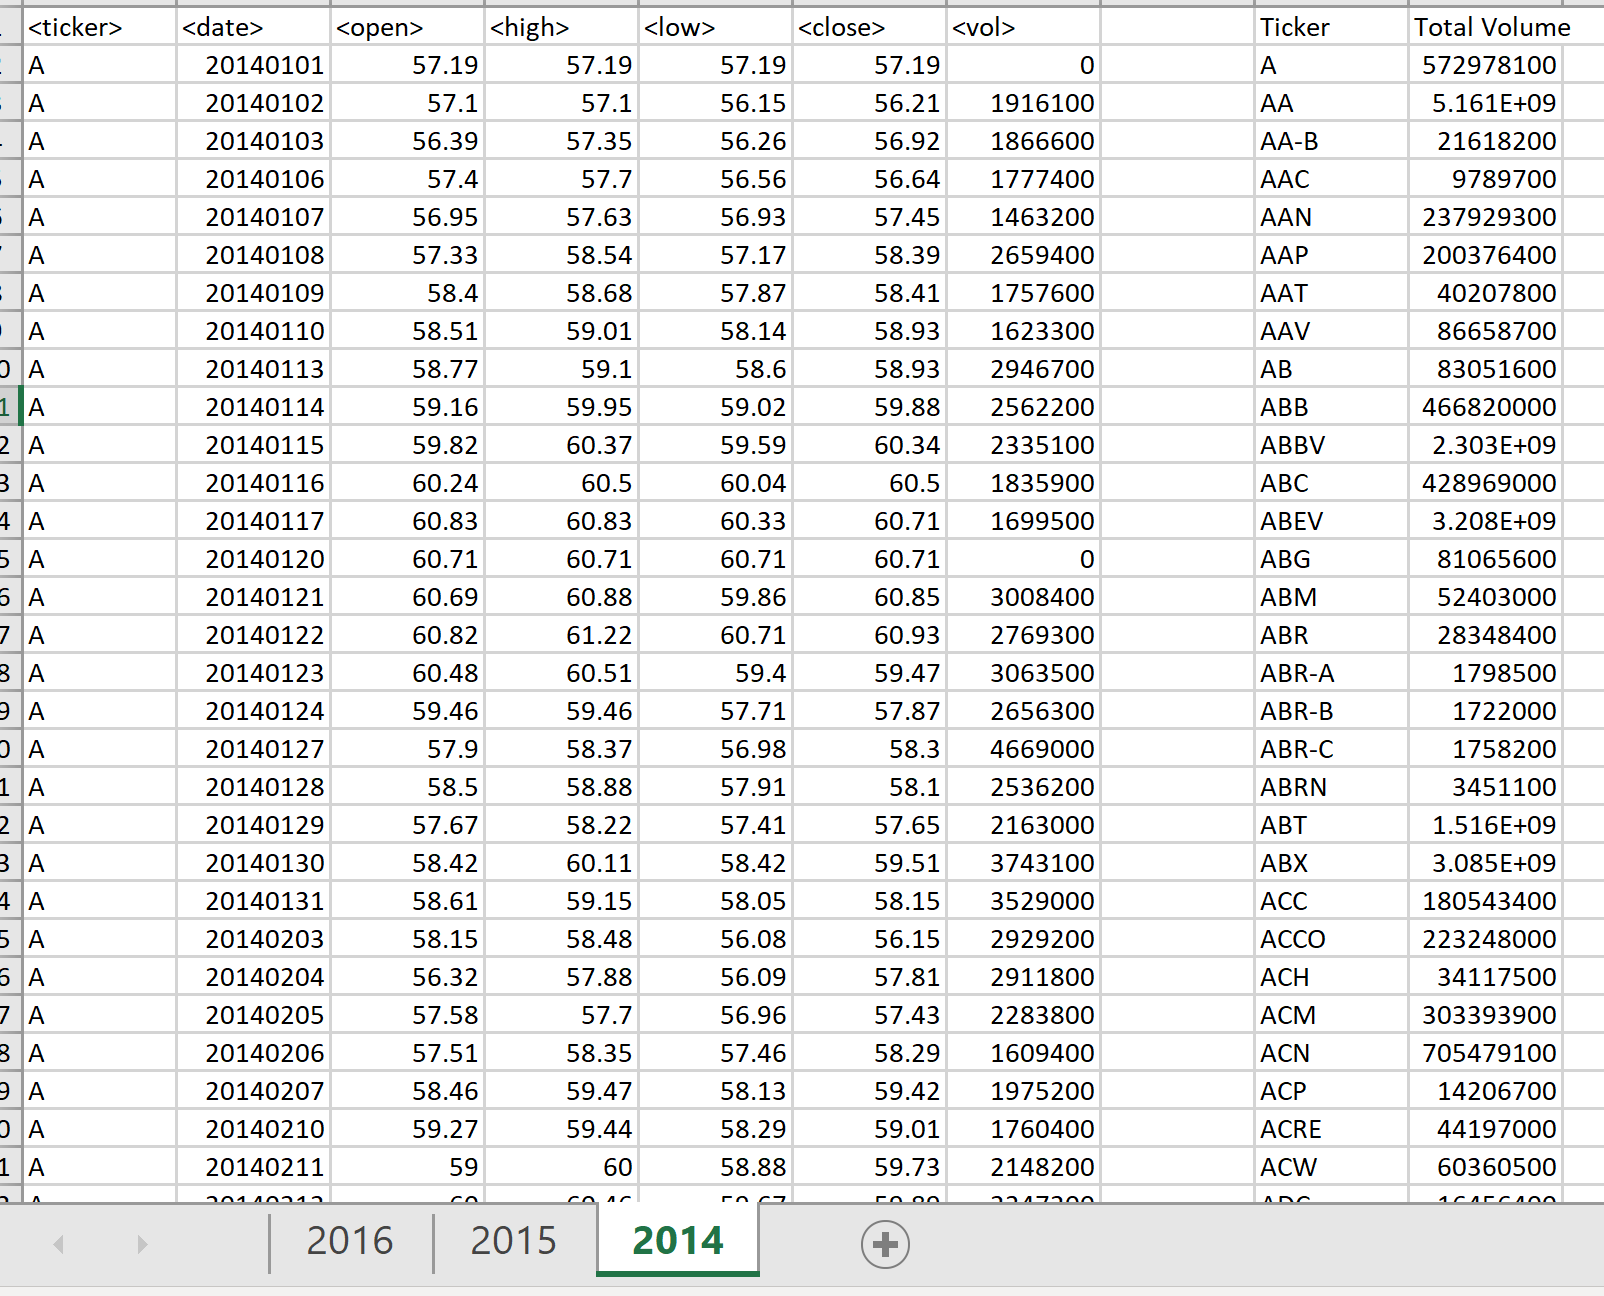 <ticker> <date> <open> <high> <low> <close> <vol> Ticker Total Volume
A 20140101 57.19 57.19 57.19 57.19 0 A 572978100
A 20140102 57.1 57.1 56.15 56.21 1916100 AA 5.161E+09
A 20140103 56.39 57.35 56.26 56.92 1866600 AA-B 21618200
A 20140106 57.4 57.7 56.56 56.64 1777400 AAC 9789700
A 20140107 56.95 57.63 56.93 57.45 1463200 AAN 237929300
A 20140108 57.33 58.54 57.17 58.39 2659400 AAP 200376400
A 20140109 58.4 58.68 57.87 58.41 1757600 AAT 40207800
A 20140110 58.51 59.01 58.14 58.93 1623300 AAV 86658700
A 20140113 58.77 59.1 58.6 58.93 2946700 AB 83051600
A 20140114 59.16 59.95 59.02 59.88 2562200 ABB 466820000
A 20140115 59.82 60.37 59.59 60.34 2335100 ABBV 2.303E+09
A 20140116 60.24 60.5 60.04 60.5 1835900 ABC 428969000
A 20140117 60.83 60.83 60.33 60.71 1699500 ABEV 3.208E+09
A 20140120 60.71 60.71 60.71 60.71 0 ABG 81065600
A 20140121 60.69 60.88 59.86 60.85 3008400 ABM 52403000
A 20140122 60.82 61.22 60.71 60.93 2769300 ABR 28348400
A 20140123 60.48 60.51 59.4 59.47 3063500 ABR-A 1798500
A 20140124 59.46 59.46 57.71 57.87 2656300 ABR-B 1722000
A 20140127 57.9 58.37 56.98 58.3 4669000 ABR-C 1758200
A 20140128 58.5 58.88 57.91 58.1 2536200 ABRN 3451100
A 20140129 57.67 58.22 57.41 57.65 2163000 ABT 1.516E+09
A 20140130 58.42 60.11 58.42 59.51 3743100 ABX 3.085E+09
A 20140131 58.61 59.15 58.05 58.15 3529000 ACC 180543400
A 20140203 58.15 58.48 56.08 56.15 2929200 ACCO 223248000
A 20140204 56.32 57.88 56.09 57.81 2911800 ACH 34117500
A 20140205 57.58 57.7 56.96 57.43 2283800 ACM 303393900
A 20140206 57.51 58.35 57.46 58.29 1609400 ACN 705479100
A 20140207 58.46 59.47 58.13 59.42 1975200 ACP 14206700
A 20140210 59.27 59.44 58.29 59.01 1760400 ACRE 44197000
A 20140211 59 60 58.88 59.73 2148200 ACW 60360500
2016 2015 2014